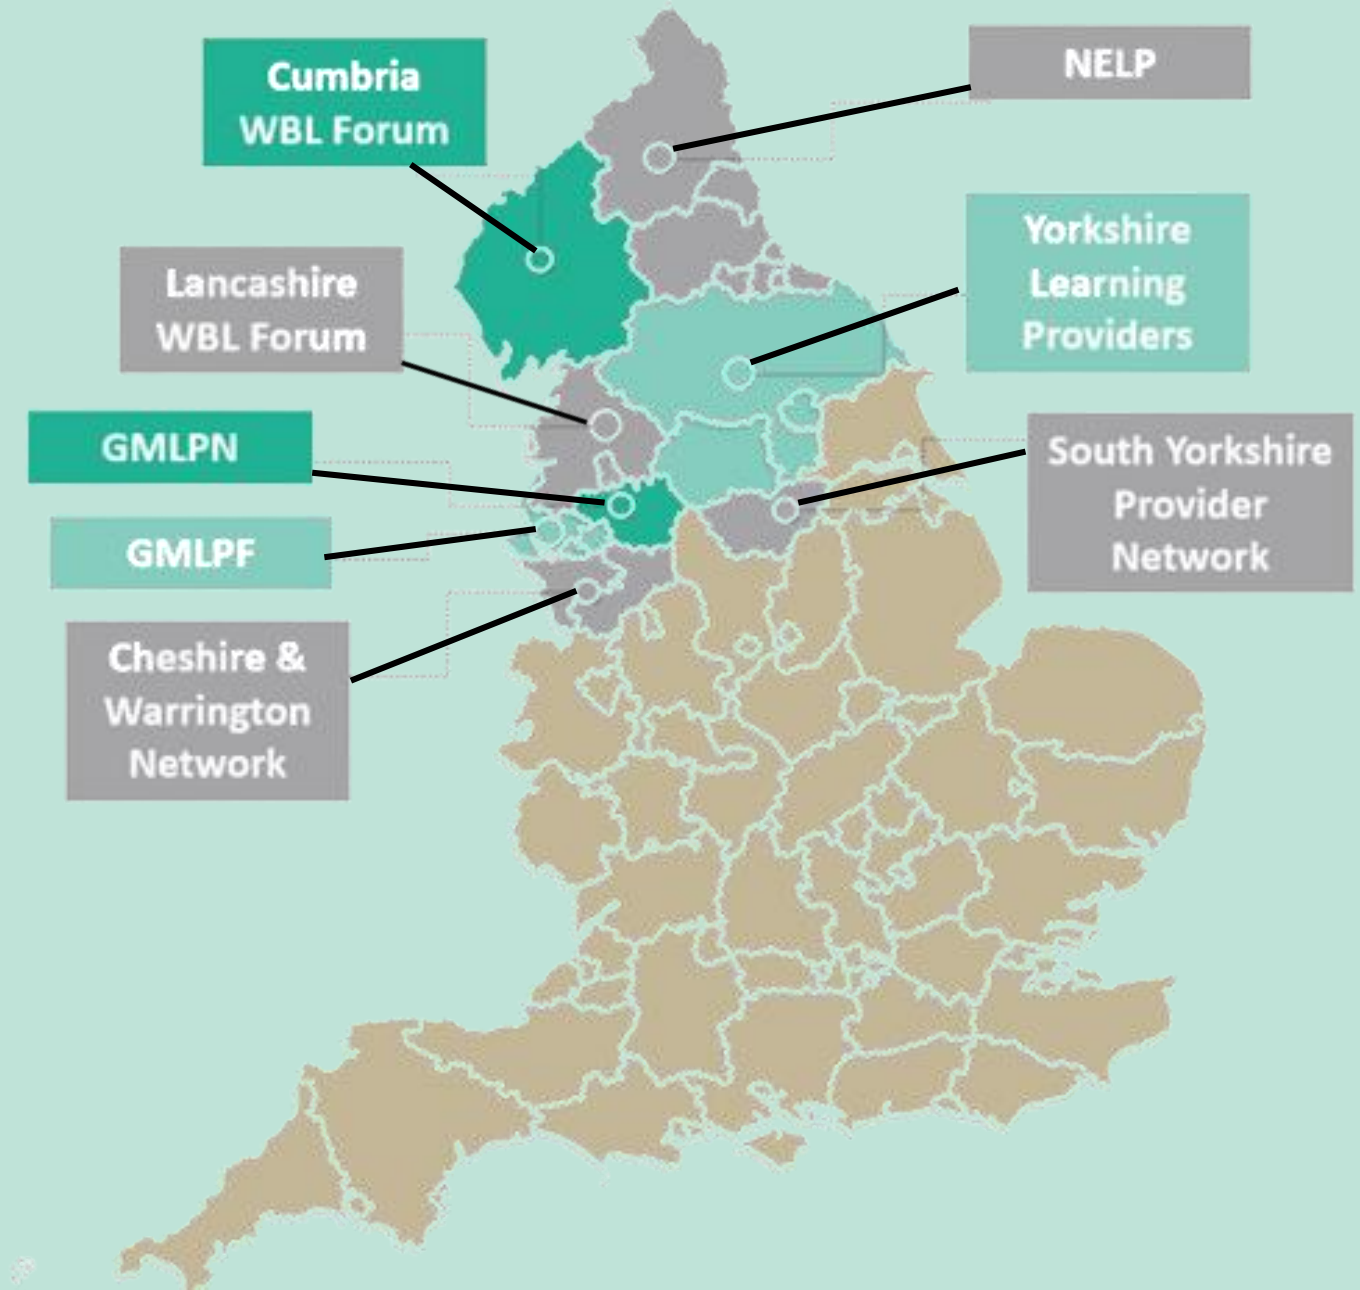 Cumbria
WBL Forum
NELP
Yorkshire
Learning
Providers
Lancashire
WBL Forum
GMLPN
South Yorkshire
Provider
Network
GMLPF
Cheshire &
Warrington
Network